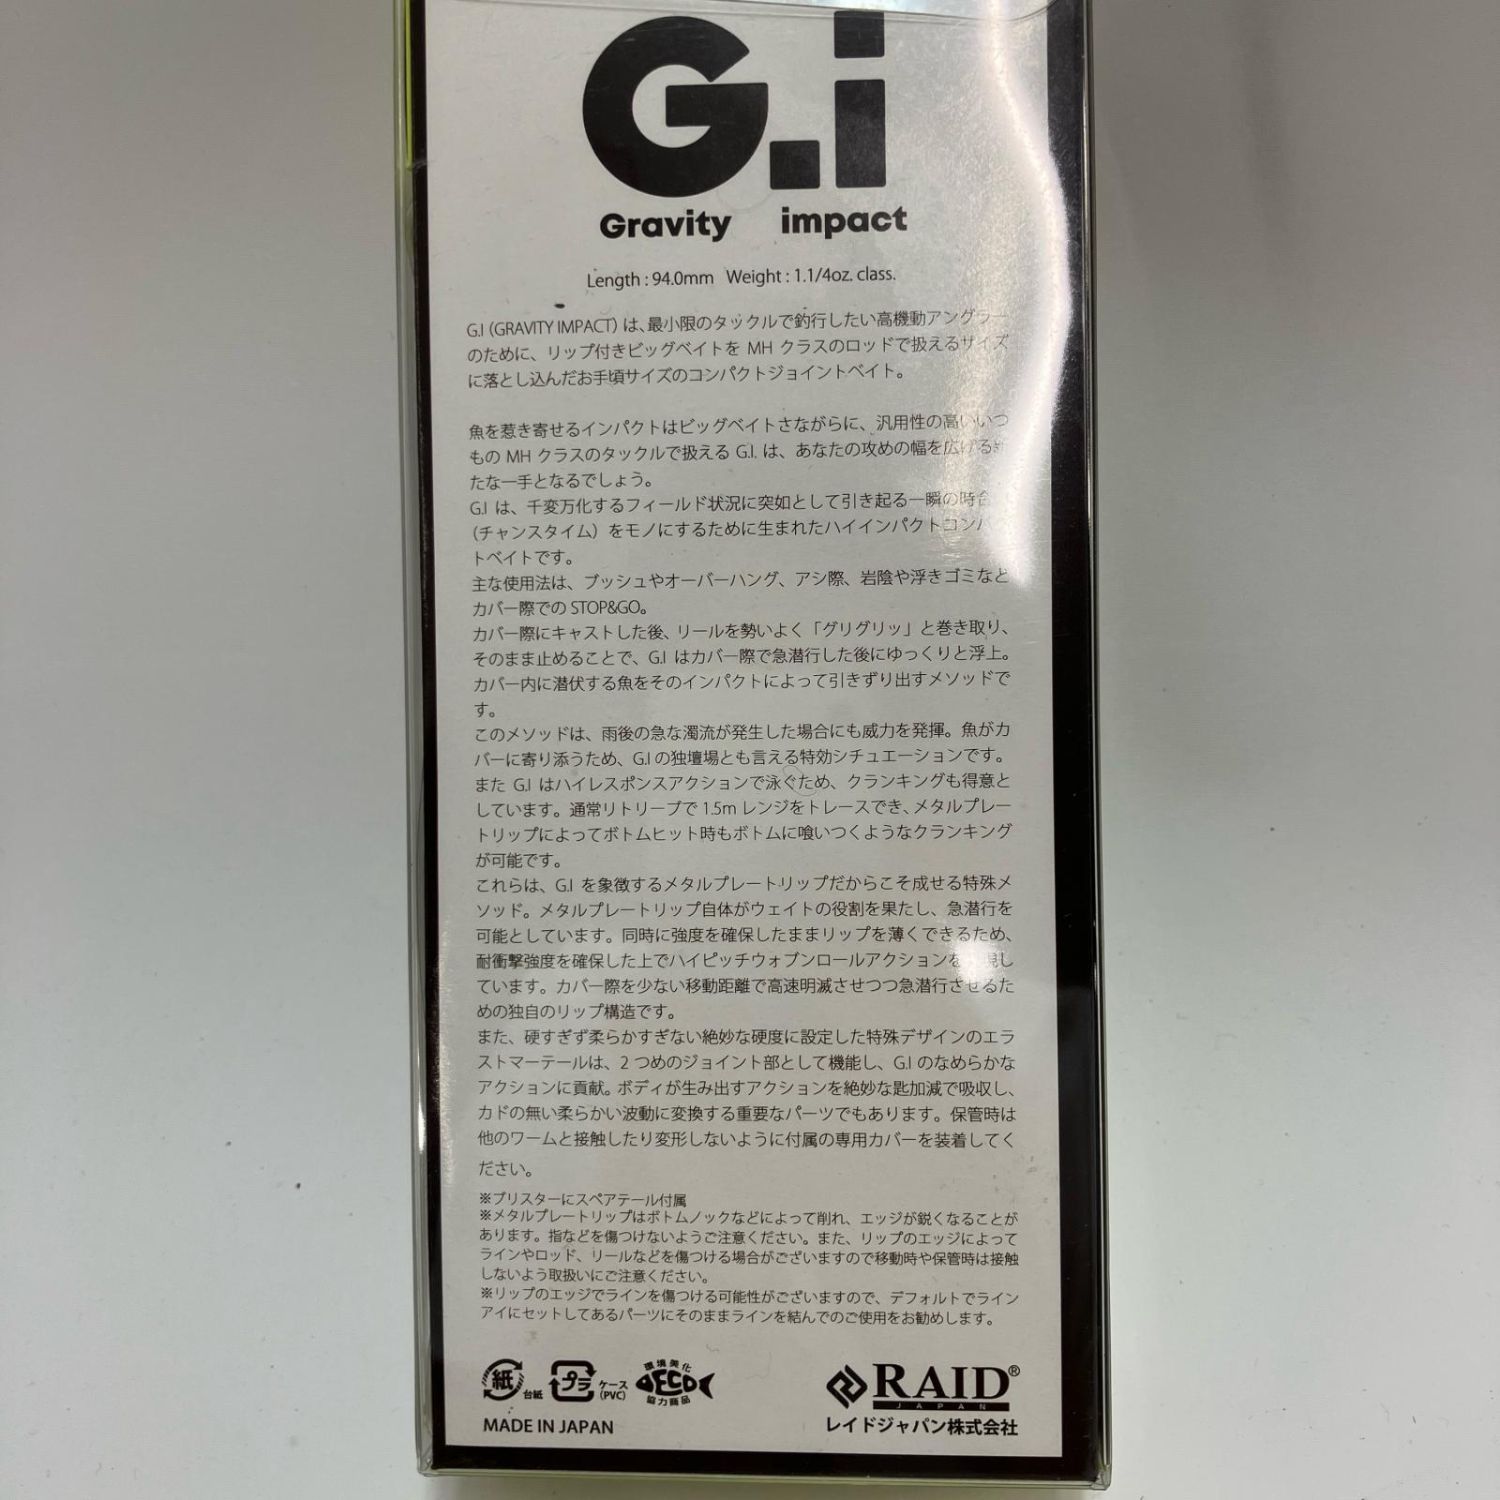 G.i
Gravity impact
Length : 94.0mm Weight : 1.1/4oz. class.
G.I (GRAVITY IMPACT) は、最小限のタックルで釣行したい高機動アングラー
のために、リップ付きビッグベイトを MH クラスのロッドで扱えるサイズ
に落とし込んだお手頃サイズのコンパクトジョイントベイト。
魚を惹き寄せるインパクトはビッグベイトさながらに、汎用性の高いいつ
もの MH クラスのタックルで扱える G.I. は、あなたの攻めの幅を広げる
たな一手となるでしょう。
G.I は、千変万化するフィールド状況に突如として引き起る一瞬の時合
（チャンスタイム）をモノにするために生まれたハイインパクトコンパク
トベイトです。
主な使用法は、ブッシュやオーバーハング、アシ際、岩陰や浮きゴミなど
カバー際での STOP&GO。
カバー際にキャストした後、リールを勢いよく「グリグリッ」と巻き取り、
そのまま止めることで、G.I はカバー際で急潜行した後にゆっくりと浮上。
カバー内に潜伏する魚をそのインパクトによって引きずり出すメソッドで
す。
このメソッドは、雨後の急な濁流が発生した場合にも威力を発揮。魚がカ
バーに寄り添うため、G.I の独壇場とも言える特効シチュエーションです。
また G.I はハイレスポンスアクションで泳ぐため、クランキングも得意と
しています。通常リトリーブで 1.5m レンジをトレースでき、メタルプレー
トリップによってボトムヒット時もボトムに喰いつくようなクランキング
が可能です。
これらは、G.I を象徴するメタルプレートリップだからこそ成せる特殊メ
ソッド。メタルプレートリップ自体がウェイトの役割を果たし、急潜行を
可能としています。同時に強度を確保したままリップを薄くできるため、
耐衝撃強度を確保した上でハイピッチウォブンロールアクションを 現し
ています。カバー際を少ない移動距離で高速明滅させつつ急潜行させるた
めの独自のリップ構造です。
また、硬すぎず柔らかすぎない絶妙な硬度に設定した特殊デザインのエラ
ストマーテールは、2 つめのジョイント部として機能し、G.I のなめらかな
アクションに貢献。ボディが生み出すアクションを絶妙な匙加減で吸収し、
カドの無い柔らかい波動に変換する重要なパーツでもあります。保管時は
他のワームと接触したり変形しないように付属の専用カバーを装着してく
ださい。
※ブリスターにスペアテール付属
※メタルプレートリップはボトムノックなどによって削れ、エッジが鋭くなることが
あります。指などを傷つけないようご注意ください。また、リップのエッジによって
ラインやロッド、リールなどを傷つける場合がございますので移動時や保管時は接触
しないよう取扱いにご注意ください。
※リップのエッジでラインを傷つける可能性がございますので、デフォルトでライン
アイにセットしてあるパーツにそのままラインを結んでのご使用をお勧めします。
紙 台紙 プラ ケース (PVC) 環境美化 ECO 協力商品
RAID®
JAPAN
MADE IN JAPAN
レイドジャパン株式会社